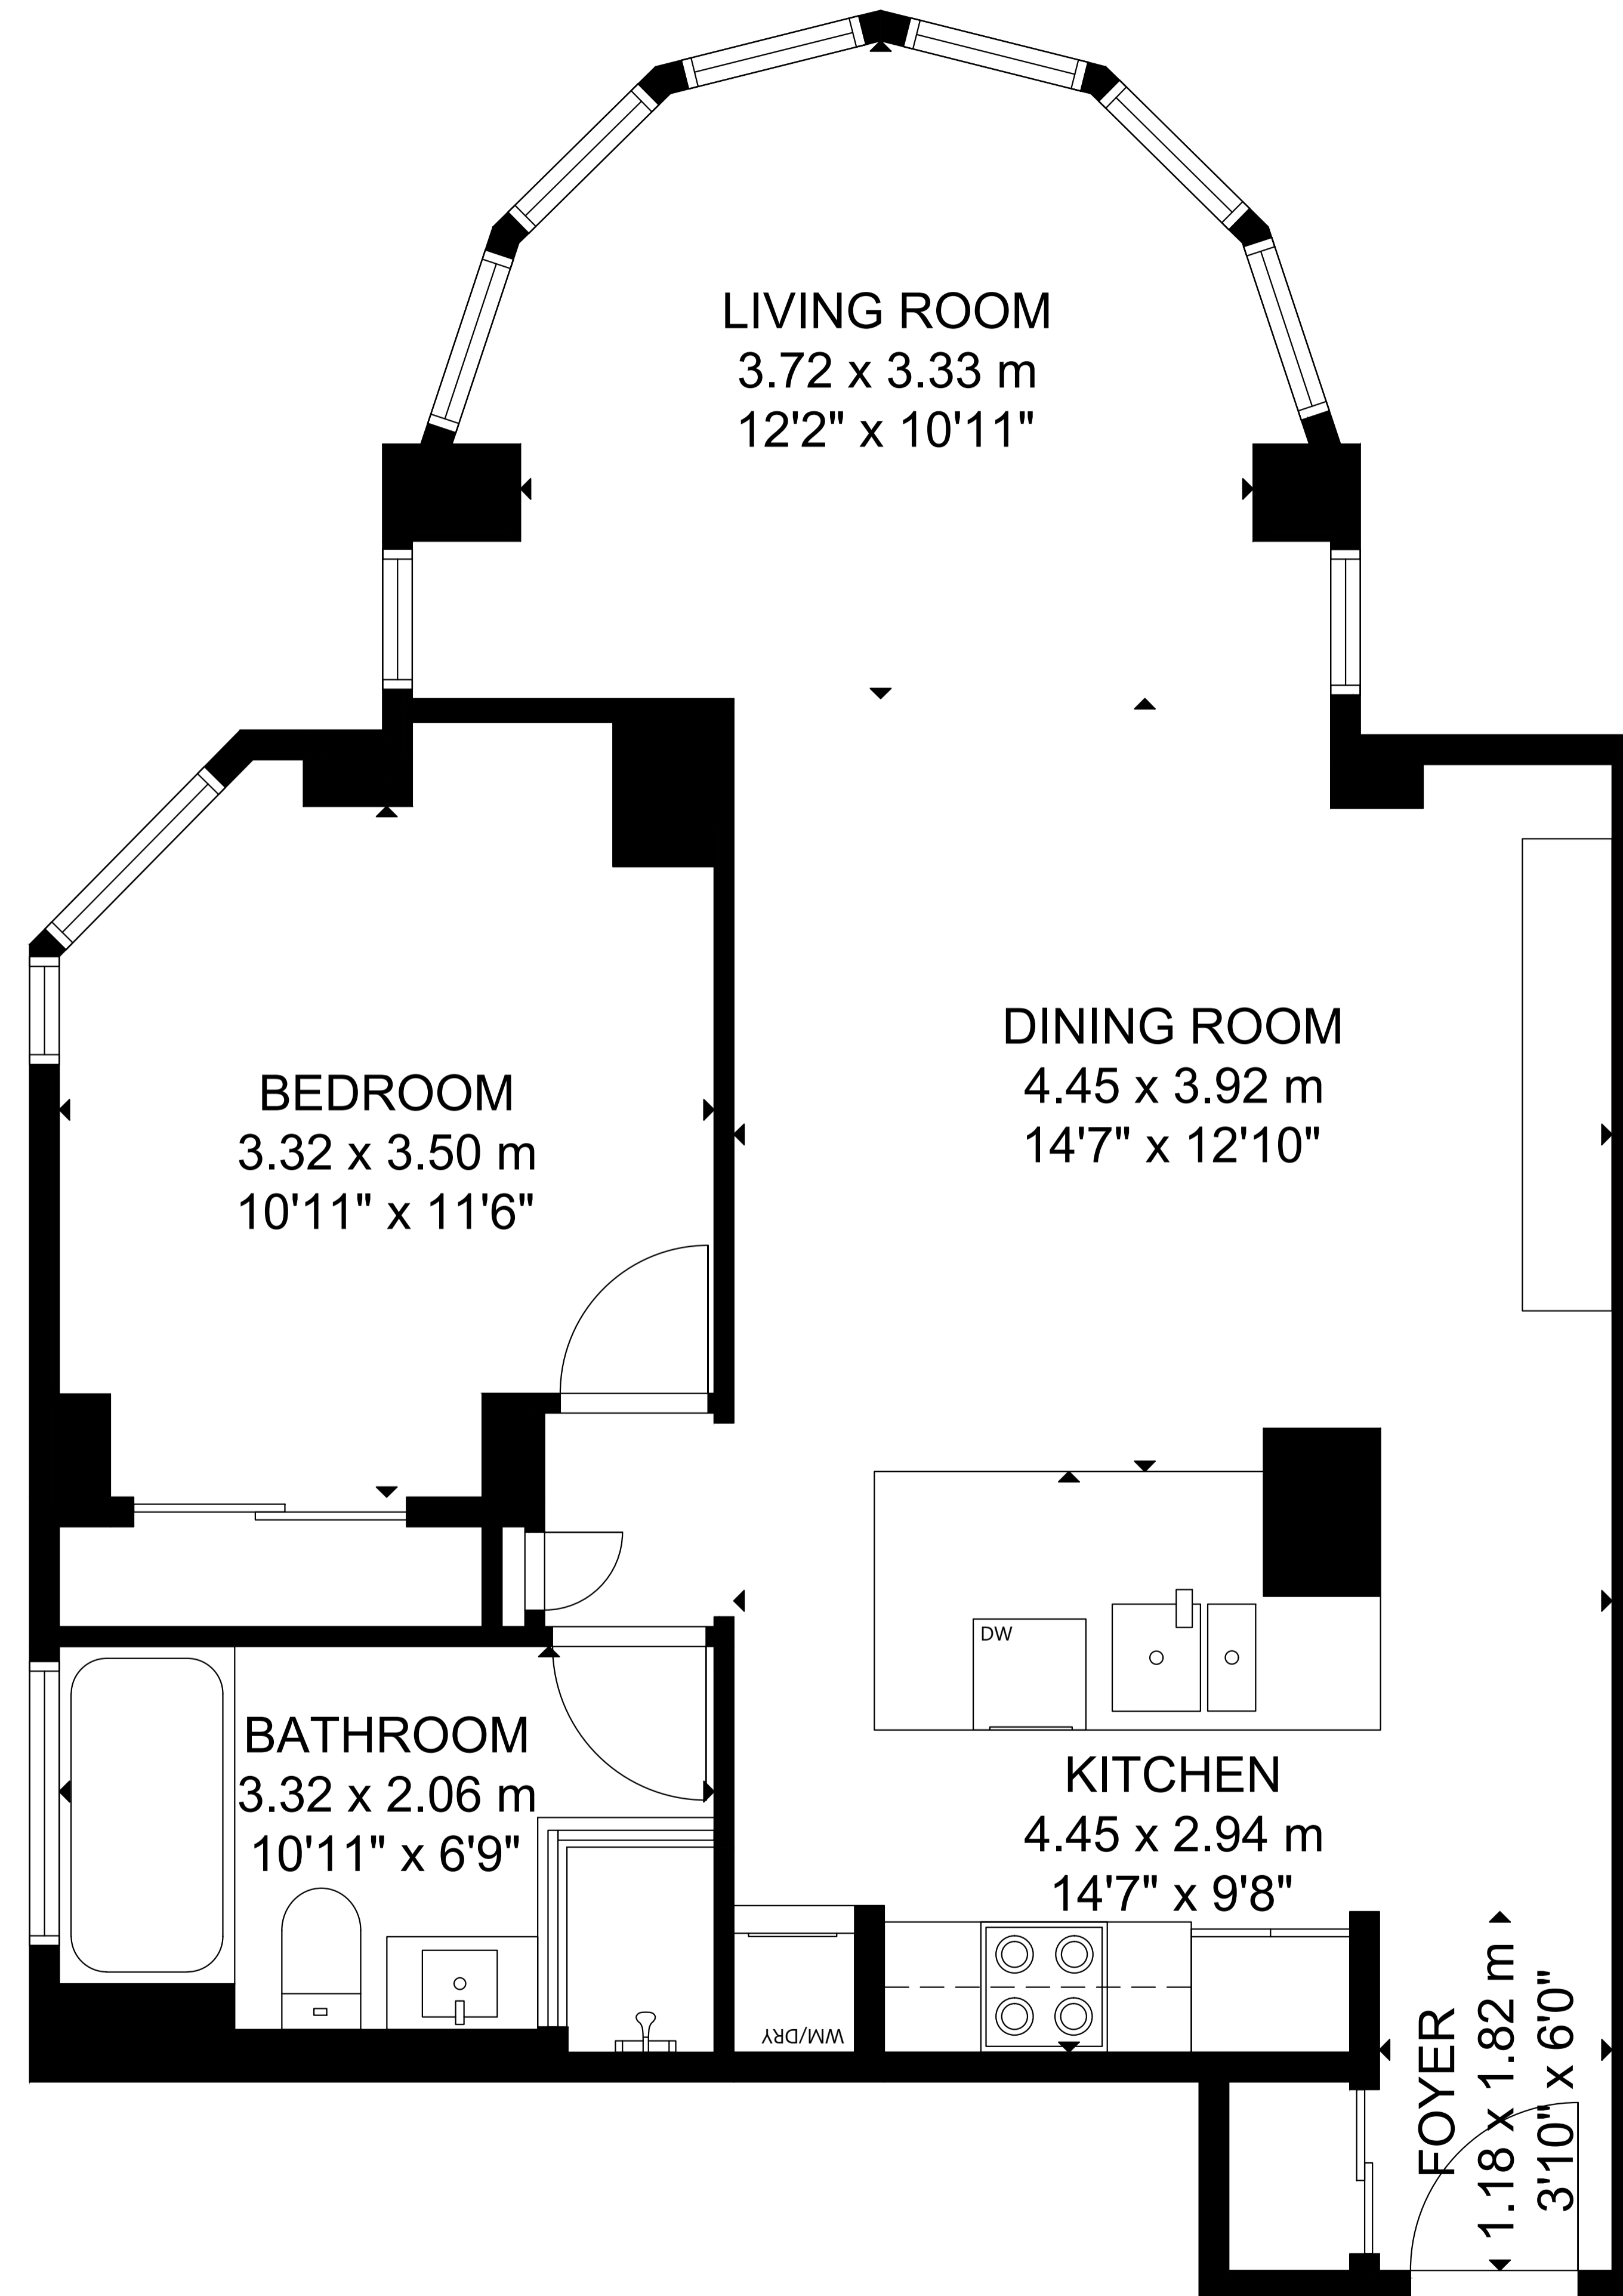 LIVING ROOM
3.72 x 3.33 m
12'2" x 10'11"
DINING ROOM
4.45 x 3.92 m
14'7" x 12'10"
BEDROOM
3.32 x 3.50 m
10'11" x 11'6"
DW
BATHROOM
3.32 x 2.06 m
10'11" x 6'9"
KITCHEN
4.45 x 2.94 m
14'7" x 9'8"
WM/DRY
FOYER
1.18 x 1.82 m
3'10" x 6'0"